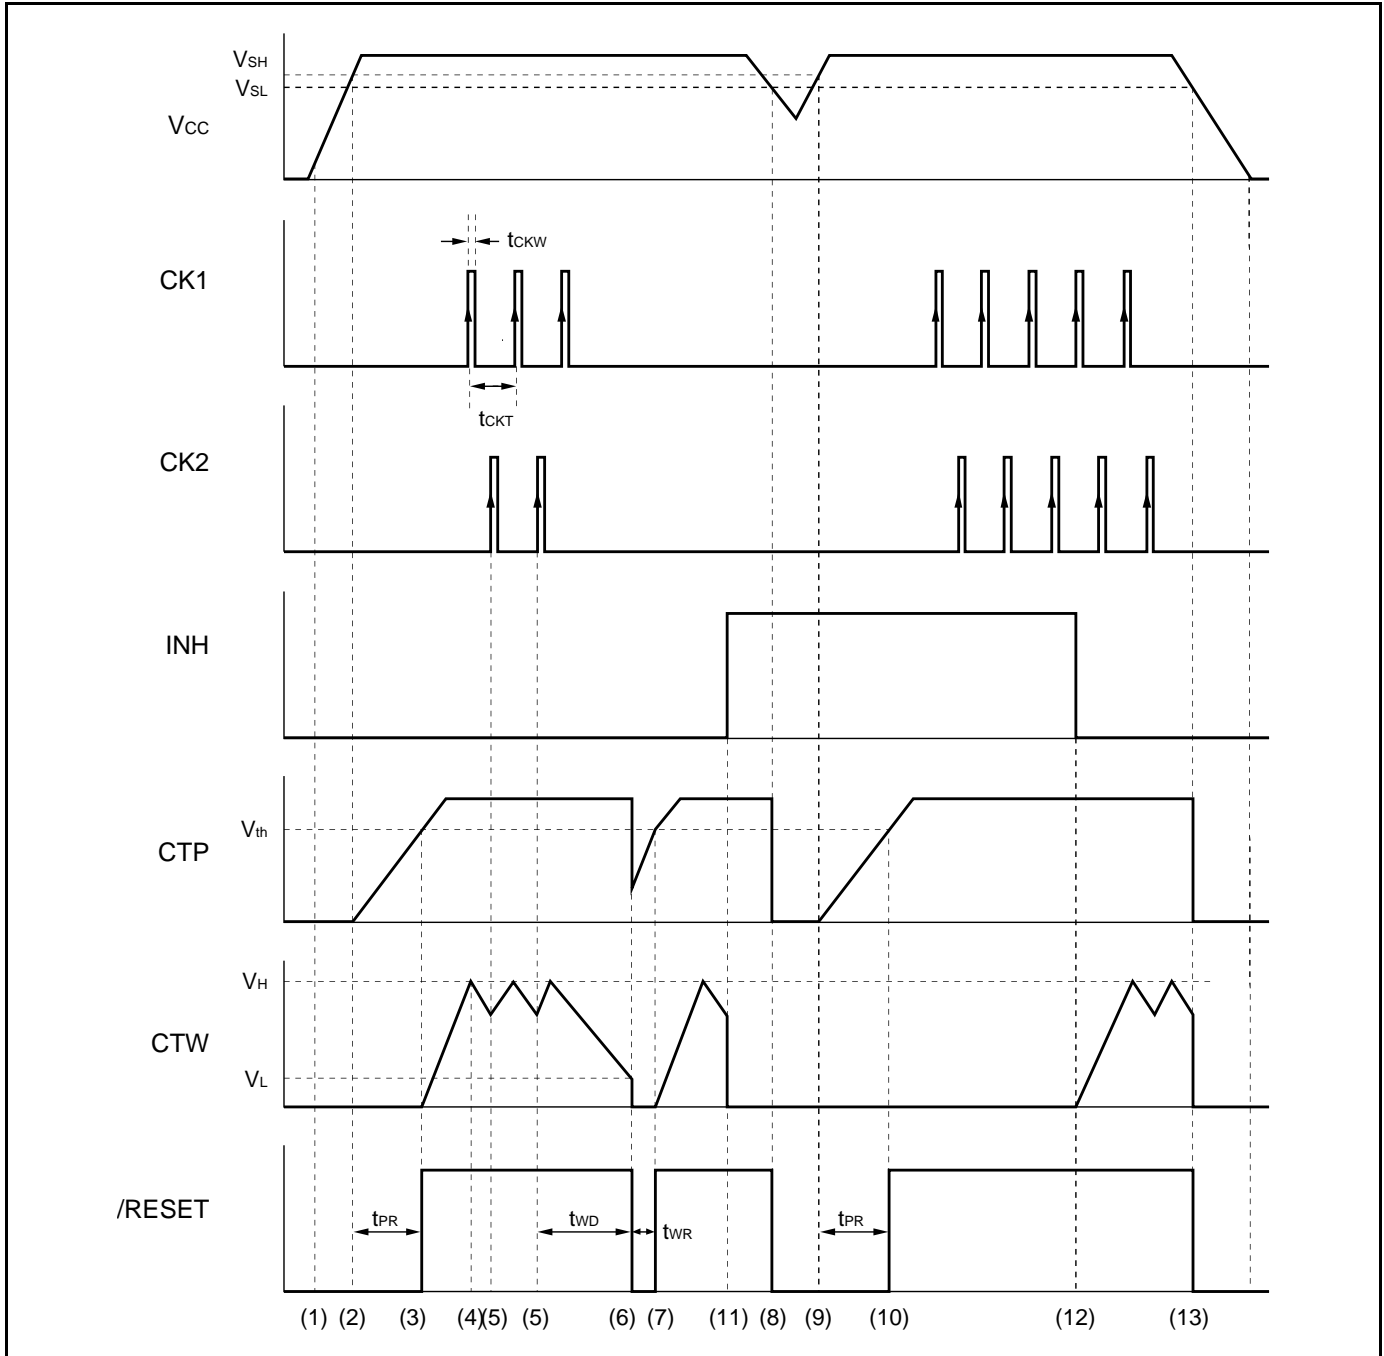 VSH
VSL
VCC
tCKW
CK1
tCKT
CK2
INH
Vth
CTP
VH
CTW
VL
/RESET
tPR tWD tWR tPR
(1) (2) (3) (4) (5) (5) (6) (7) (11) (8) (9) (10) (12) (13)